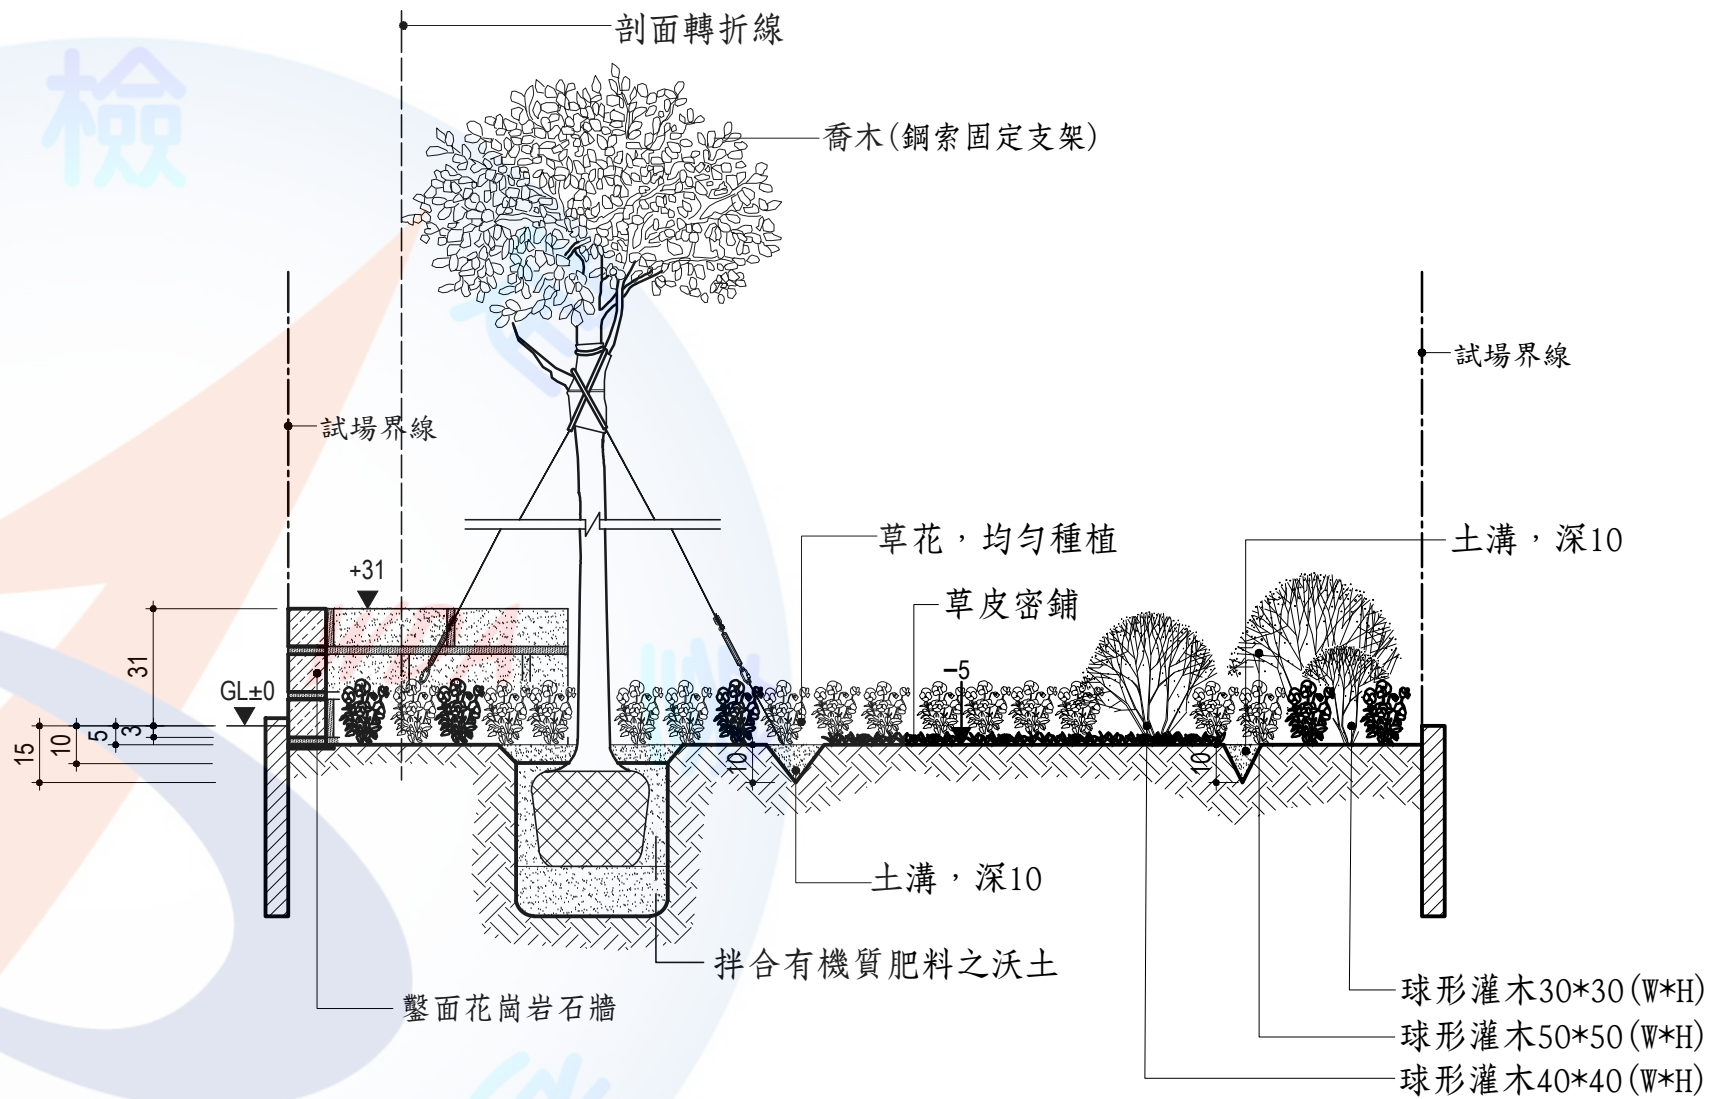 剖面轉折線
檢
喬木(鋼索固定支架)
試場界線
試場界線
草花，均勻種植
土溝，深10
+31
草皮密鋪
31
GL±0
-5
15
10
5
3
10
10
土溝，深10
拌合有機質肥料之沃土
鑿面花崗岩石牆
球形灌木30*30(W*H)
球形灌木50*50(W*H)
球形灌木40*40(W*H)